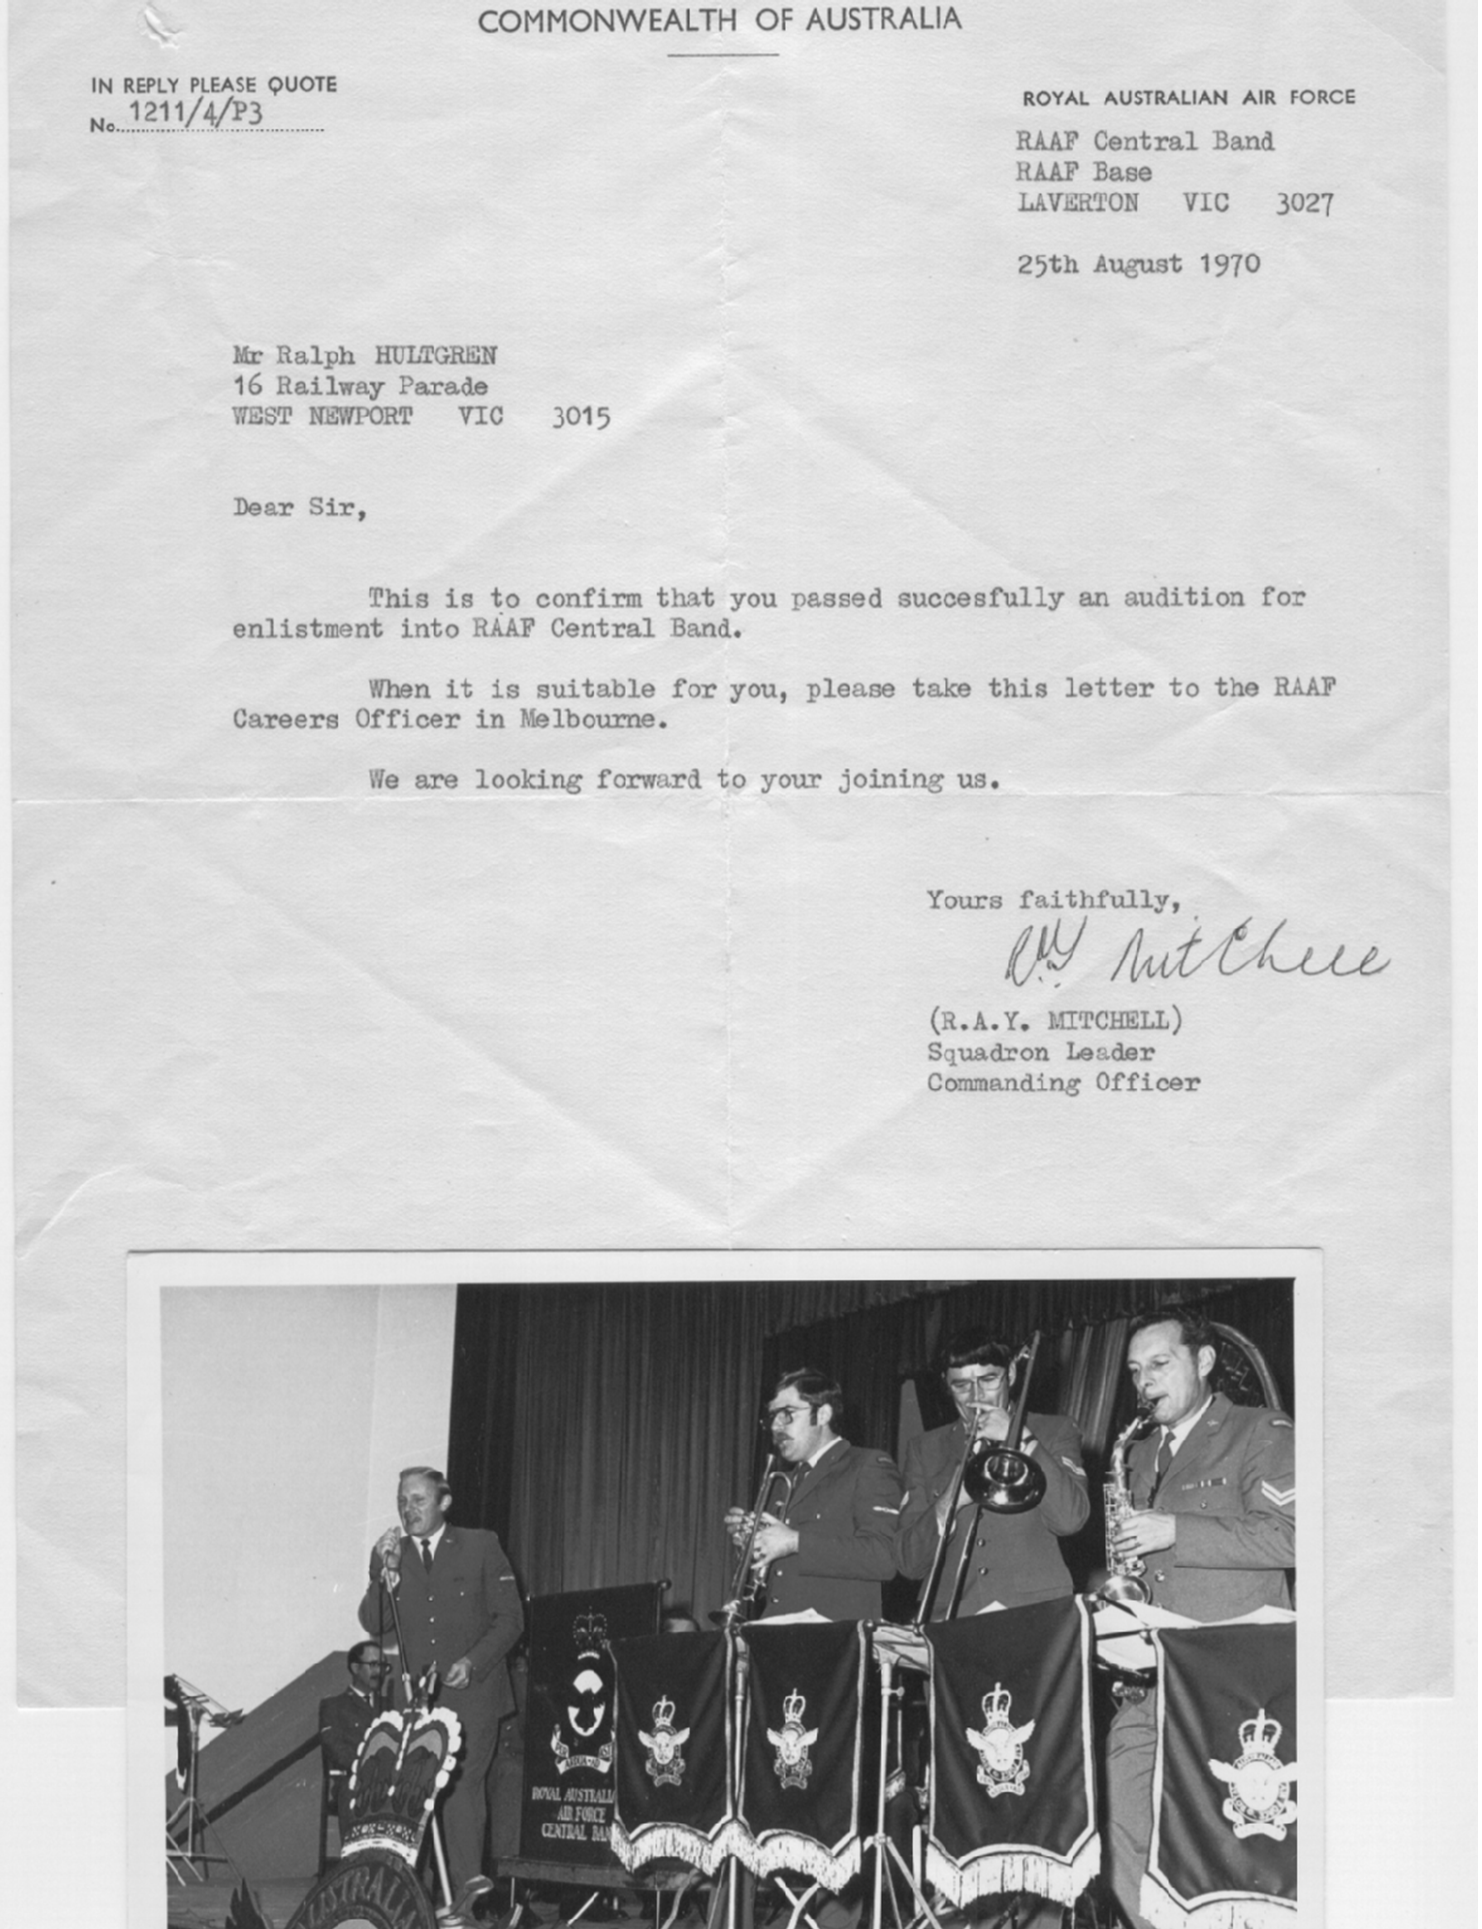 COMMONWEALTH OF AUSTRALIA
IN REPLY PLEASE QUOTE
No. 1211/4/P3
ROYAL AUSTRALIAN AIR FORCE
RAAF Central Band
RAAF Base
LAVERTON VIC 3027
25th August 1970
Mr Ralph HULTGREN
16 Railway Parade
WEST NEWPORT VIC 3015
Dear Sir,
This is to confirm that you passed succesfully an audition for
enlistment into RAAF Central Band.
When it is suitable for you, please take this letter to the RAAF
Careers Officer in Melbourne.
We are looking forward to your joining us.
Yours faithfully,
RAY Mitchell
(R.A.Y. MITCHELL)
Squadron Leader
Commanding Officer
ROYAL AUSTRALIA
AIR FORCE
CENTRAL BAN